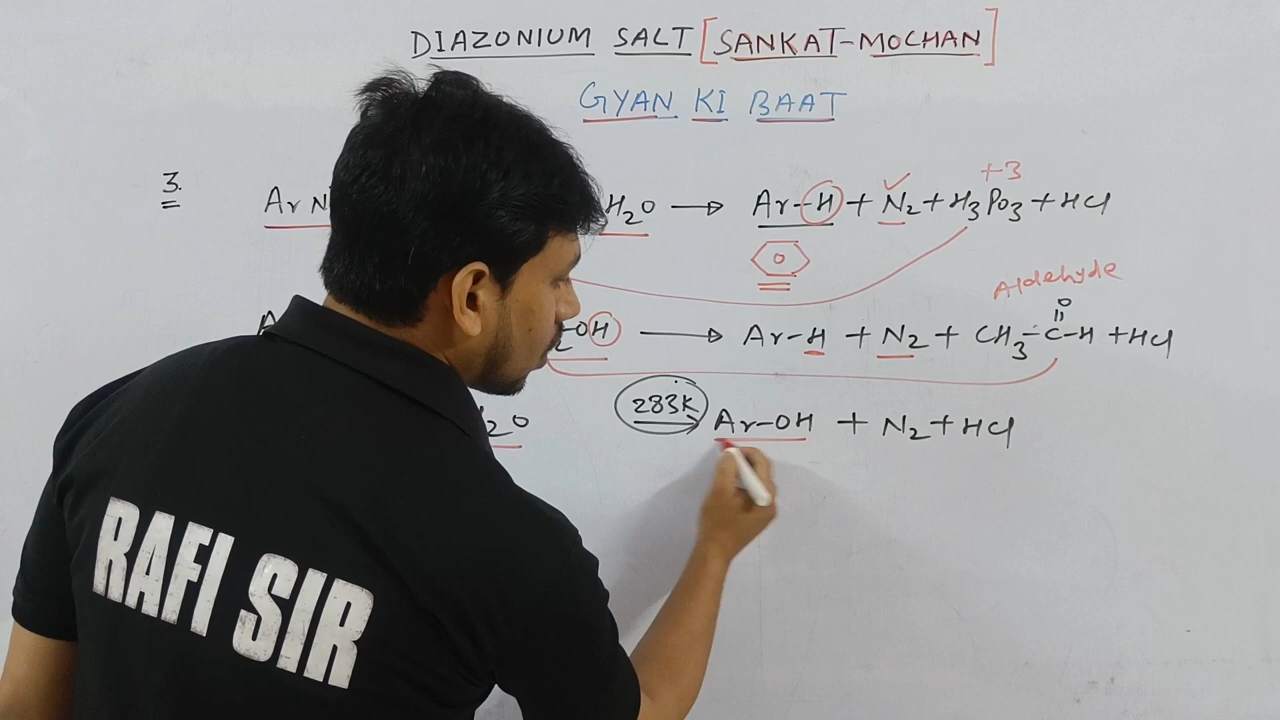 DIAZONIUM SALT [SANKAT-MOCHAN]
GYAN KI BAAT
+3
3. Ar N H2O → Ar-H + N2 + H3PO3 + HCl
Aldehyde
O
OH → Ar-H + N2 + CH3-C-H + HCl
2O 283K Ar-OH + N2 + HCl
RAFI SIR